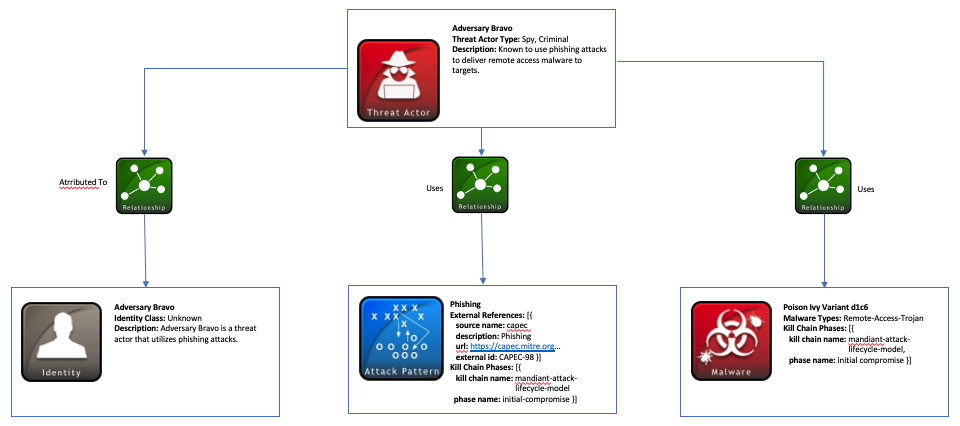 Adversary Bravo
Threat Actor Type: Spy, Criminal
Description: Known to use phishing attacks
to deliver remote access malware to
targets.
Threat Actor
Atrributed To
Relationship
Uses
Relationship
Uses
Relationship
Adversary Bravo
Identity Class: Unknown
Description: Adversary Bravo is a threat
actor that utilizes phishing attacks.
Identity
Phishing
External References: [{
source name: capec
description: Phishing
url: https://capec.mitre.org...
external id: CAPEC-98 }]
Kill Chain Phases: [{
kill chain name: mandiant-attack-
lifecycle-model
phase name: initial-compromise }]
XX X
X X X
X
O
O O O
OOO
Attack Pattern
Poison Ivy Variant d1c6
Malware Types: Remote-Access-Trojan
Kill Chain Phases: [{
kill chain name: mandiant-attack-
lifecycle-model,
phase name: initial compromise }]
Malware